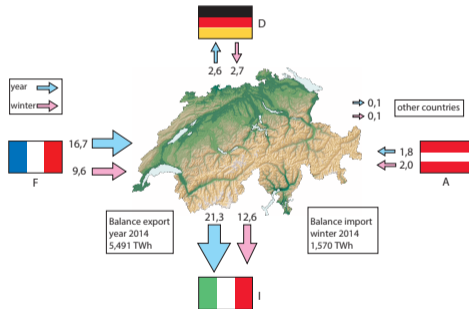 D
2,6 2,7
year
winter
0,1
0,1
other countries
16,7
9,6
F
1,8
2,0
A
Balance export
year 2014
5,491 TWh
21,3 12,6
Balance import
winter 2014
1,570 TWh
I